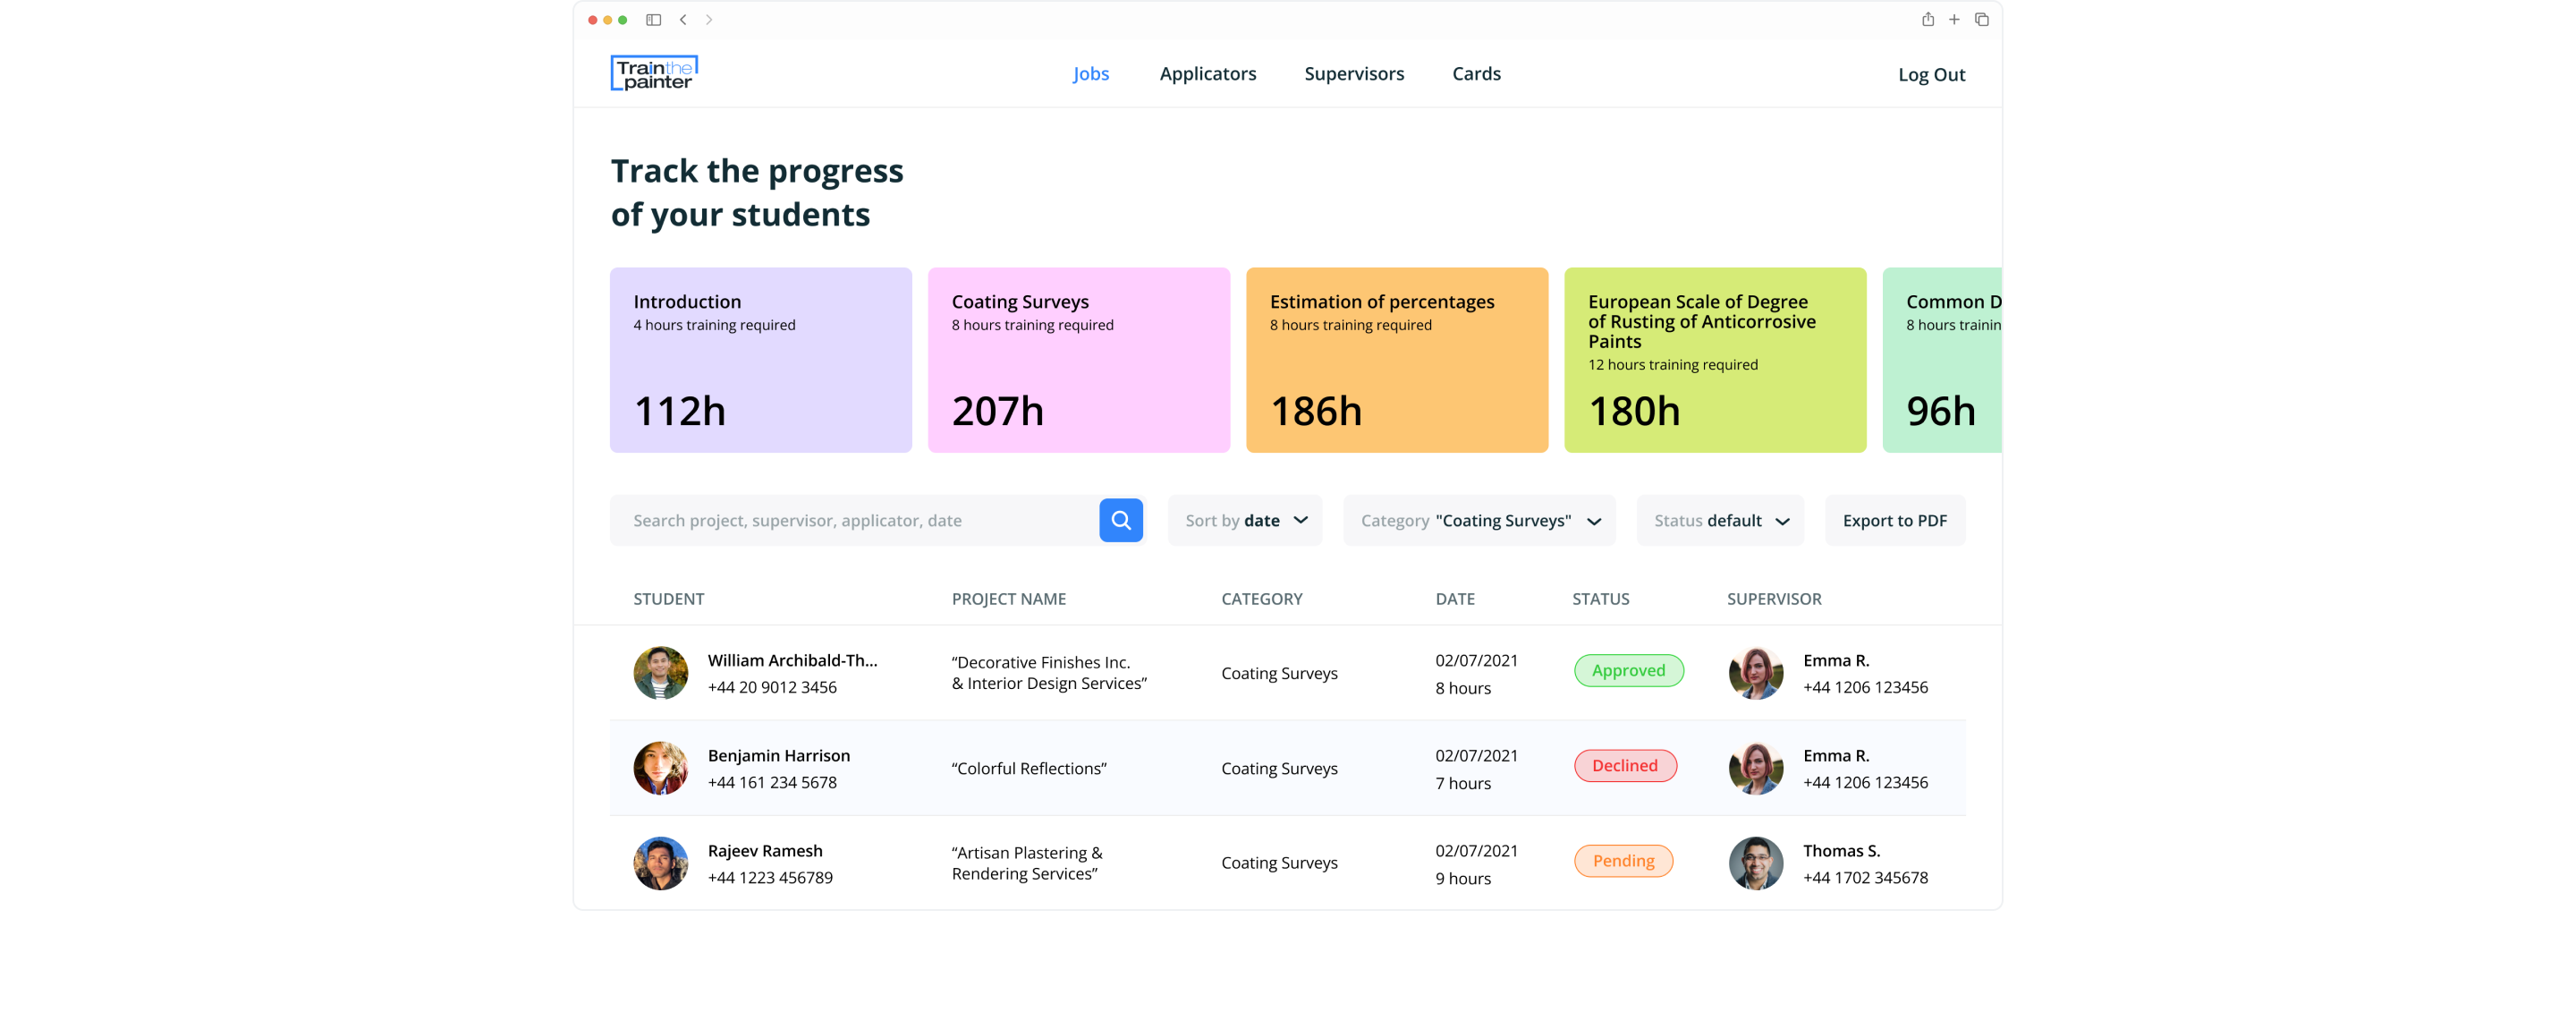 Train the
painter
Jobs
Applicators
Supervisors
Cards
Log Out
Track the progress
of your students
Introduction
4 hours training required
112h
Coating Surveys
8 hours training required
207h
Estimation of percentages
8 hours training required
186h
European Scale of Degree
of Rusting of Anticorrosive
Paints
12 hours training required
180h
Common D
8 hours trainin
96h
Search project, supervisor, applicator, date
Sort by date
Category "Coating Surveys"
Status default
Export to PDF
STUDENT
PROJECT NAME
CATEGORY
DATE
STATUS
SUPERVISOR
William Archibald-Th...
+44 20 9012 3456
“Decorative Finishes Inc.
& Interior Design Services”
Coating Surveys
02/07/2021
8 hours
Approved
Emma R.
+44 1206 123456
Benjamin Harrison
+44 161 234 5678
“Colorful Reflections”
Coating Surveys
02/07/2021
7 hours
Declined
Emma R.
+44 1206 123456
Rajeev Ramesh
+44 1223 456789
“Artisan Plastering &
Rendering Services”
Coating Surveys
02/07/2021
9 hours
Pending
Thomas S.
+44 1702 345678